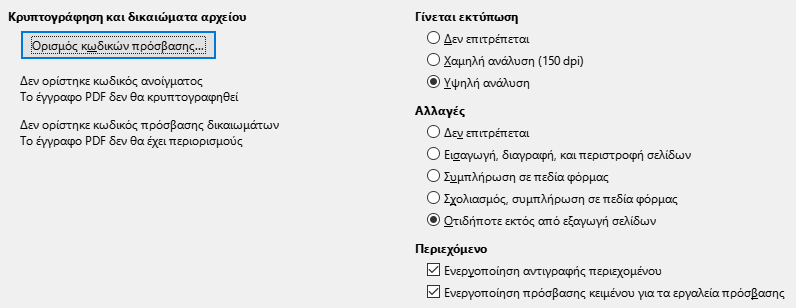 Κρυπτογράφηση και δικαιώματα αρχείου
Ορισμός κωδικών πρόσβασης...
Δεν ορίστηκε κωδικός ανοίγματος
Το έγγραφο PDF δεν θα κρυπτογραφηθεί
Δεν ορίστηκε κωδικός πρόσβασης δικαιωμάτων
Το έγγραφο PDF δεν θα έχει περιορισμούς
Γίνεται εκτύπωση
Δεν επιτρέπεται
Χαμηλή ανάλυση (150 dpi)
Υψηλή ανάλυση
Αλλαγές
Δεν επιτρέπεται
Εισαγωγή, διαγραφή, και περιστροφή σελίδων
Συμπλήρωση σε πεδία φόρμας
Σχολιασμός, συμπλήρωση σε πεδία φόρμας
Οτιδήποτε εκτός από εξαγωγή σελίδων
Περιεχόμενο
Ενεργοποίηση αντιγραφής περιεχομένου
Ενεργοποίηση πρόσβασης κειμένου για τα εργαλεία πρόσβασης